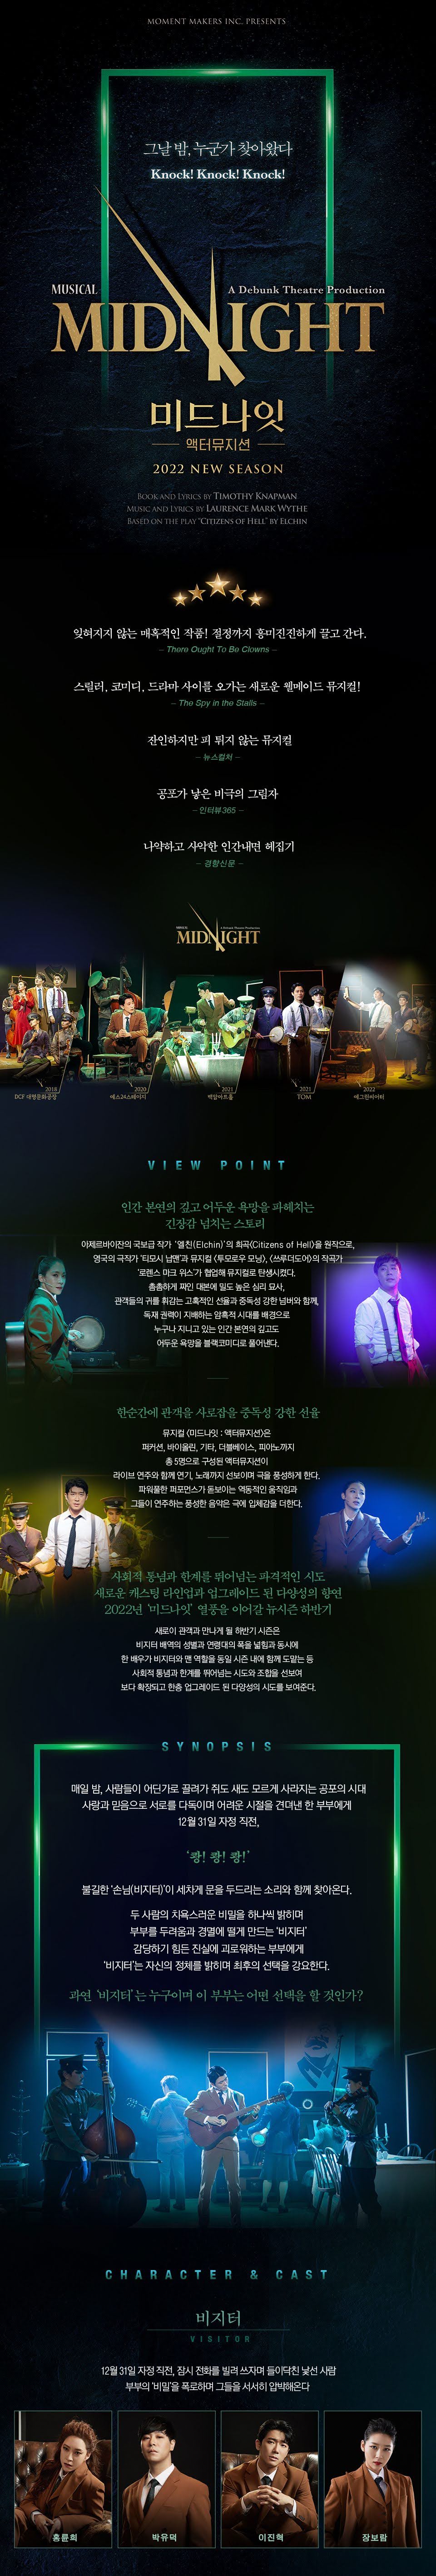 MOMENT MAKERS INC. PRESENTS
그날 밤, 누군가 찾아왔다
Knock! Knock! Knock!
MUSICAL
A Debunk Theatre Production
MIDNIGHT
미드나잇
액터뮤지션
2022 NEW SEASON
BOOK AND LYRICS BY TIMOTHY KNAPMAN
MUSIC AND LYRICS BY LAURENCE MARK WYTHE
BASED ON THE PLAY "CITIZENS OF HELL" BY ELCHIN
잊혀지지 않는 매혹적인 작품! 절정까지 흥미진진하게 끌고 간다.
– There Ought To Be Clowns –
스릴러, 코미디, 드라마 사이를 오가는 새로운 웰메이드 뮤지컬!
– The Spy in the Stalls –
잔인하지만 피 튀지 않는 뮤지컬
– 뉴스컬처 –
공포가 낳은 비극의 그림자
– 인터뷰365 –
나약하고 사악한 인간내면 헤집기
– 경향신문 –
A Debunk Theatre Production
MIDNIGHT
2018
DCF 대명문화공장
2020
예스24스테이지
2021
백암아트홀
2021
TOM
2022
예그린씨어터
VIEW POINT
인간 본연의 깊고 어두운 욕망을 파헤치는
긴장감 넘치는 스토리
아제르바이잔의 국보급 작가 '엘친(Elchin)'의 희곡<Citizens of Hell>을 원작으로,
영국의 극작가 '티모시 납맨'과 뮤지컬 <투모로우 모닝>, <쓰루더도어>의 작곡가
'로렌스 마크 위스'가 협업해 뮤지컬로 탄생시켰다.
촘촘하게 짜인 대본에 밀도 높은 심리 묘사,
관객들의 귀를 휘감는 고혹적인 선율과 중독성 강한 넘버와 함께,
독재 권력이 지배하는 암흑적 시대를 배경으로
누구나 지니고 있는 인간 본연의 깊고도
어두운 욕망을 블랙코미디로 풀어낸다.
한순간에 관객을 사로잡을 중독성 강한 선율
뮤지컬 <미드나잇 : 액터뮤지션>은
퍼커션, 바이올린, 기타, 더블베이스, 피아노까지
총 5명으로 구성된 액터뮤지션이
라이브 연주와 함께 연기, 노래까지 선보이며 극을 풍성하게 한다.
파워풀한 퍼포먼스가 돋보이는 역동적인 움직임과
그들이 연주하는 풍성한 음악은 극에 입체감을 더한다.
사회적 통념과 한계를 뛰어넘는 파격적인 시도
새로운 캐스팅 라인업과 업그레이드 된 다양성의 향연
2022년 '미드나잇' 열풍을 이어갈 뉴시즌 하반기
새로이 관객과 만나게 될 하반기 시즌은
비지터 배역의 성별과 연령대의 폭을 넓힘과 동시에
한 배우가 비지터와 맨 역할을 동일 시즌 내에 함께 도맡는 등
사회적 통념과 한계를 뛰어넘는 시도와 조합을 선보여
보다 확장되고 한층 업그레이드 된 다양성의 시도를 보여준다.
SYNOPSIS
매일 밤, 사람들이 어딘가로 끌려가 쥐도 새도 모르게 사라지는 공포의 시대
사랑과 믿음으로 서로를 다독이며 어려운 시절을 견뎌낸 한 부부에게
12월 31일 자정 직전,
'쾅! 쾅! 쾅!'
불길한 '손님(비지터)'이 세차게 문을 두드리는 소리와 함께 찾아온다.
두 사람의 치욕스러운 비밀을 하나씩 밝히며
부부를 두려움과 경멸에 떨게 만드는 '비지터'
감당하기 힘든 진실에 괴로워하는 부부에게
'비지터'는 자신의 정체를 밝히며 최후의 선택을 강요한다.
과연 '비지터'는 누구이며 이 부부는 어떤 선택을 할 것인가?
CHARACTER & CAST
비지터
VISITOR
12월 31일 자정 직전, 잠시 전화를 빌려 쓰자며 들이닥친 낯선 사람
부부의 '비밀'을 폭로하며 그들을 서서히 압박해온다
홍륜희
박유덕
이진혁
장보람